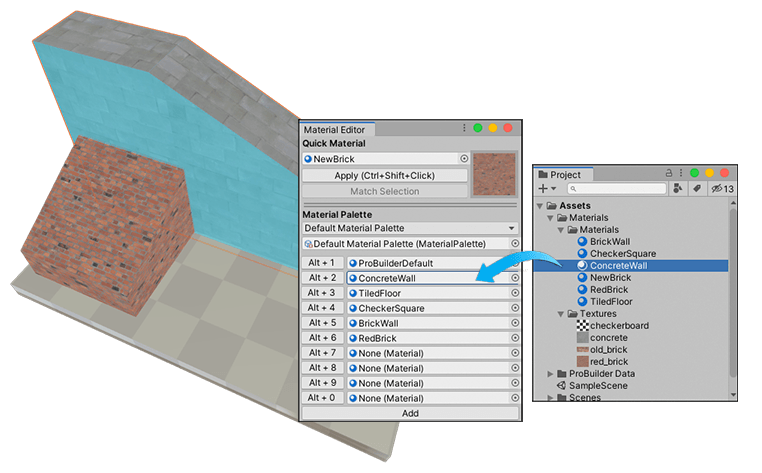 Material Editor
Quick Material
NewBrick
Apply (Ctrl+Shift+Click)
Match Selection
Material Palette
Default Material Palette
Default Material Palette (MaterialPalette)
Alt + 1 ProBuilderDefault
Alt + 2 ConcreteWall
Alt + 3 TiledFloor
Alt + 4 CheckerSquare
Alt + 5 BrickWall
Alt + 6 RedBrick
Alt + 7 None (Material)
Alt + 8 None (Material)
Alt + 9 None (Material)
Alt + 0 None (Material)
Add
Project
13
Assets
Materials
Materials
BrickWall
CheckerSquare
ConcreteWall
NewBrick
RedBrick
TiledFloor
Textures
checkerboard
concrete
old_brick
red_brick
ProBuilder Data
SampleScene
Scenes